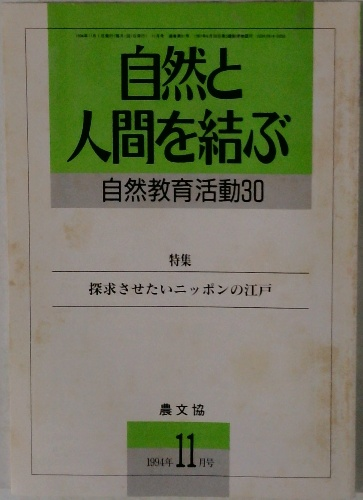 自然と
人間を結ぶ
自然教育活動30
特集
探求させたいニッポンの江戸
農文協
1994年11月号